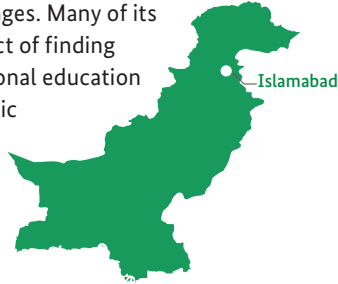 ges. Many of its
ct of finding
onal education
ic
Islamabad